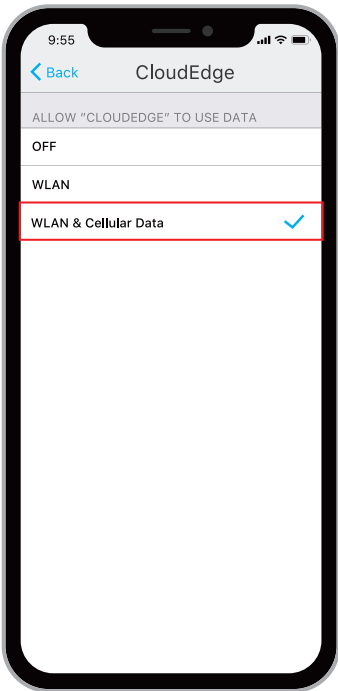 9:55
Back
CloudEdge
ALLOW "CLOUDEDGE" TO USE DATA
OFF
WLAN
WLAN & Cellular Data